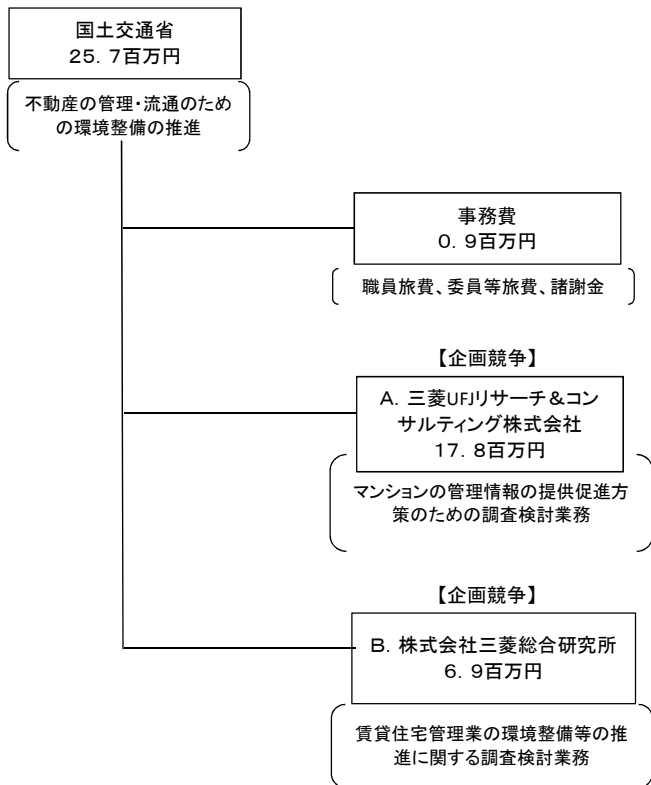 国土交通省
25．7百万円
不動産の管理・流通のため
の環境整備の推進
事務費
0．9百万円
職員旅費、委員等旅費、諸謝金
【企画競争】
A．三菱UFJリサーチ＆コン
サルティング株式会社
17．8百万円
マンションの管理情報の提供促進方
策のための調査検討業務
【企画競争】
B．株式会社三菱総合研究所
6．9百万円
賃貸住宅管理業の環境整備等の推
進に関する調査検討業務